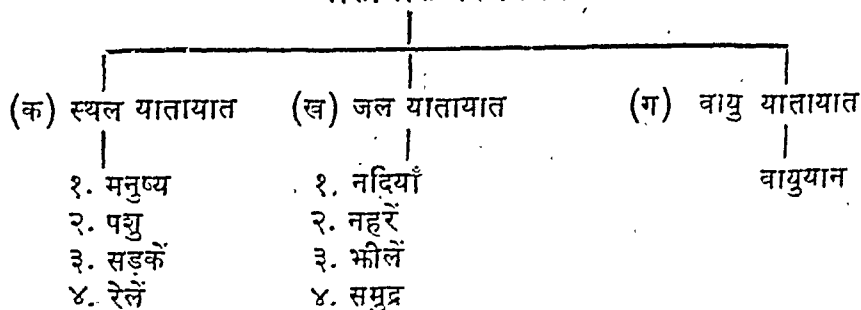 (क) स्थल यातायात (ख) जल यातायात (ग) वायु यातायात
१. मनुष्य १. नदियाँ वायुयान
२. पशु २. नहरें
३. सड़कें ३. झीलें
४. रेलें ४. समुद्र